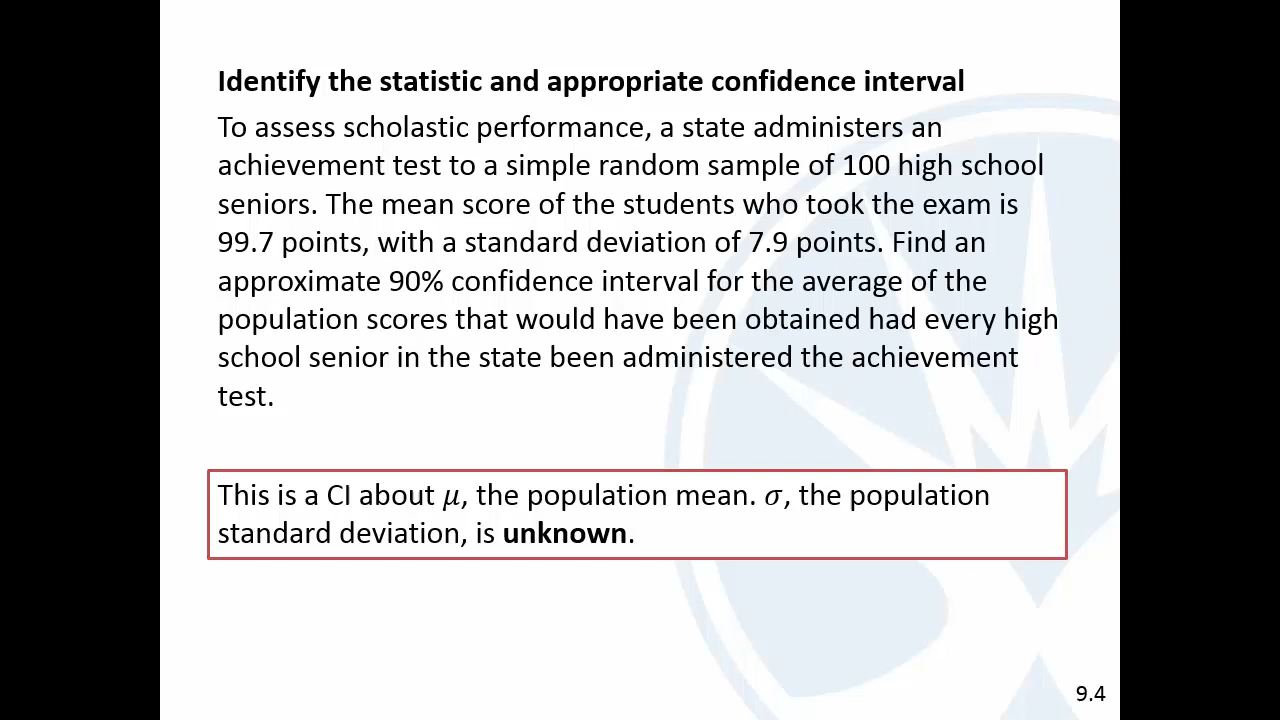 Identify the statistic and appropriate confidence interval
To assess scholastic performance, a state administers an
achievement test to a simple random sample of 100 high school
seniors. The mean score of the students who took the exam is
99.7 points, with a standard deviation of 7.9 points. Find an
approximate 90% confidence interval for the average of the
population scores that would have been obtained had every high
school senior in the state been administered the achievement
test.
This is a CI about 𝜇, the population mean. 𝜎, the population
standard deviation, is unknown.
9.4